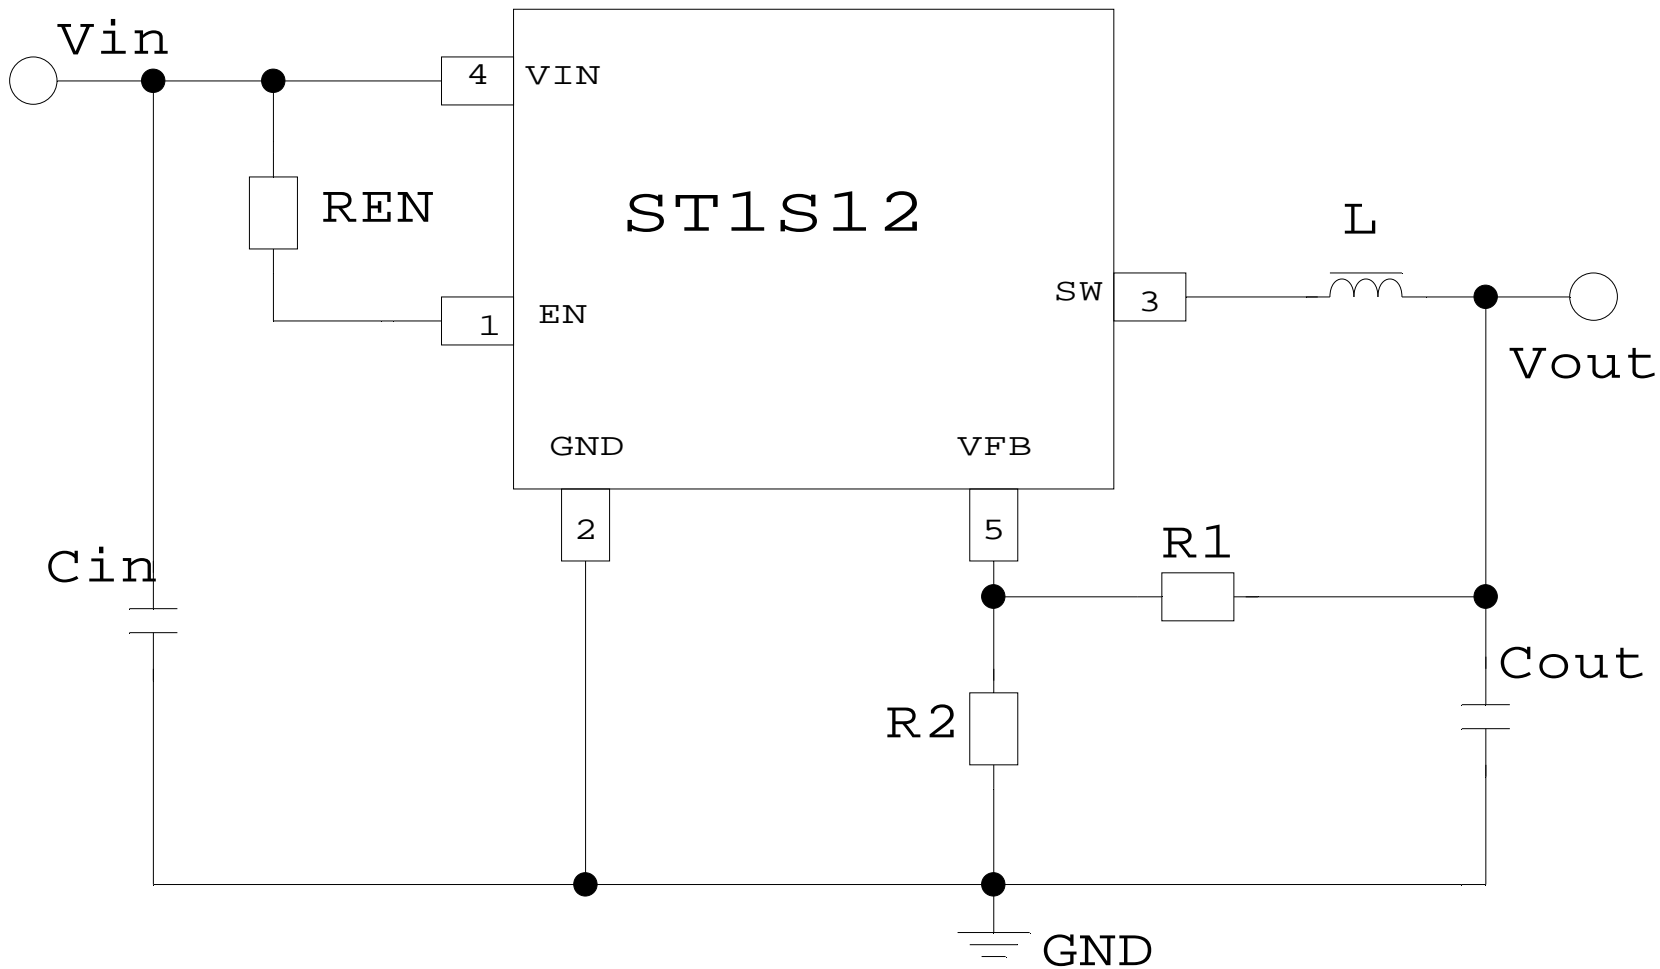 Vin
4
VIN
REN
ST1S12
L
SW
3
1
EN
Vout
GND
VFB
2
5
R1
Cin
Cout
R2
GND